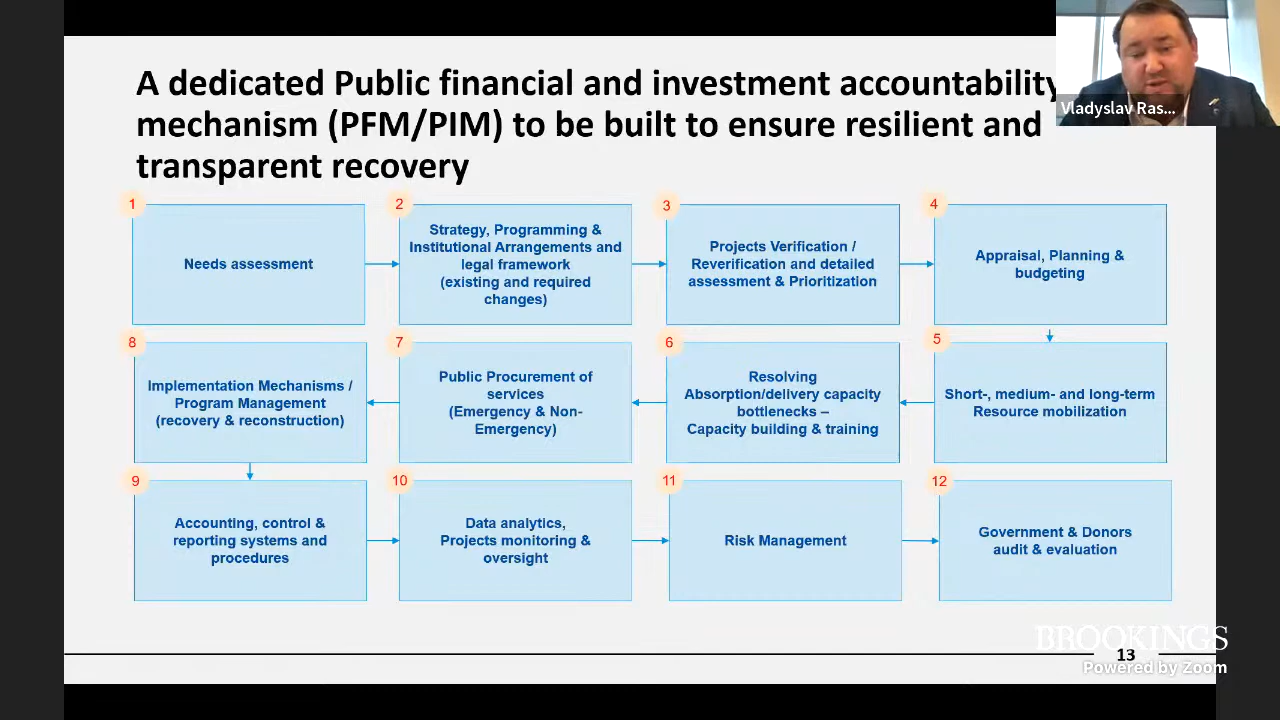 A dedicated Public financial and investment accountability
mechanism (PFM/PIM) to be built to ensure resilient and
transparent recovery
Vladyslav Ras...
1
Needs assessment
2
Strategy, Programming &
Institutional Arrangements and
legal framework
(existing and required
changes)
3
Projects Verification /
Reverification and detailed
assessment & Prioritization
4
Appraisal, Planning &
budgeting
5
Short-, medium- and long-term
Resource mobilization
6
Resolving
Absorption/delivery capacity
bottlenecks –
Capacity building & training
7
Public Procurement of
services
(Emergency & Non-
Emergency)
8
Implementation Mechanisms /
Program Management
(recovery & reconstruction)
9
Accounting, control &
reporting systems and
procedures
10
Data analytics,
Projects monitoring &
oversight
11
Risk Management
12
Government & Donors
audit & evaluation
BROOKINGS
13
Powered by Zoom